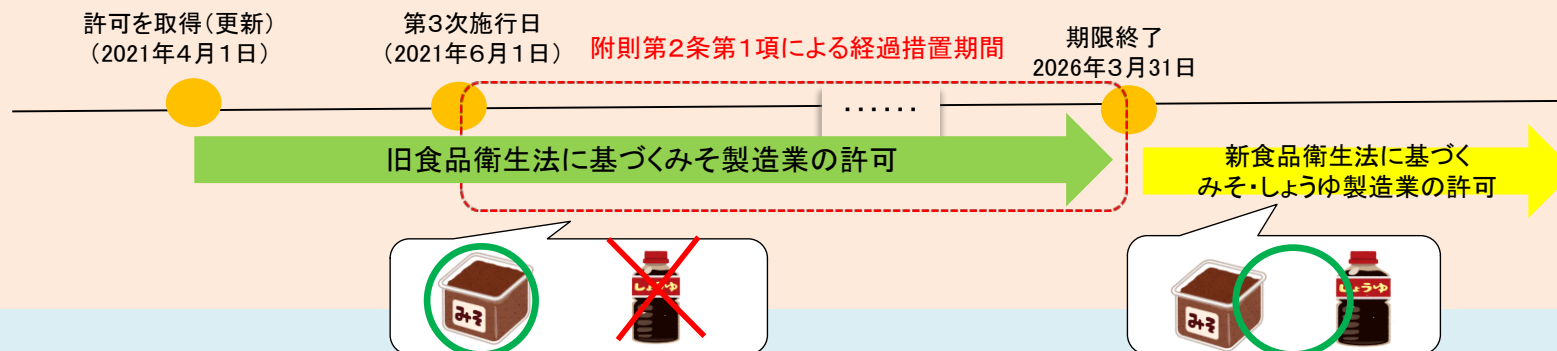 許可を取得(更新)
(2021年4月1日)
第3次施行日
(2021年6月1日)
附則第2条第1項による経過措置期間
期限終了
2026年3月31日
……
旧食品衛生法に基づくみそ製造業の許可
新食品衛生法に基づく
みそ・しょうゆ製造業の許可
みそ
しょうゆ
みそ
しょうゆ